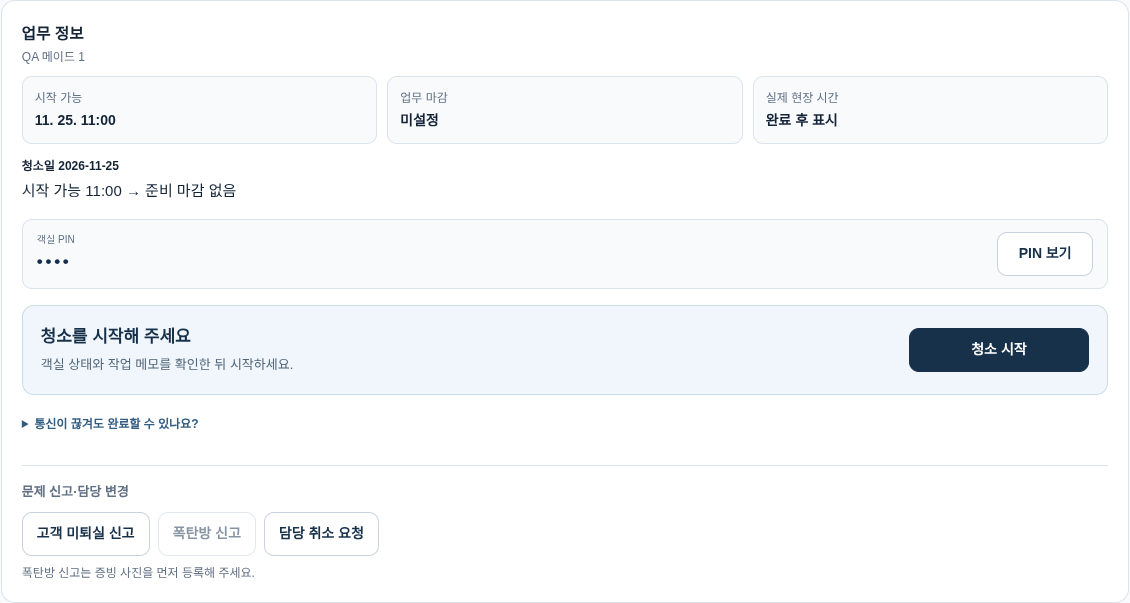 업무 정보
QA 메이드 1
시작 가능
11. 25. 11:00
업무 마감
미설정
실제 현장 시간
완료 후 표시
청소일 2026-11-25
시작 가능 11:00 → 준비 마감 없음
객실 PIN
••••
PIN 보기
청소를 시작해 주세요
객실 상태와 작업 메모를 확인한 뒤 시작하세요.
청소 시작
▶ 통신이 끊겨도 완료할 수 있나요?
문제 신고·담당 변경
고객 미퇴실 신고
폭탄방 신고
담당 취소 요청
폭탄방 신고는 증빙 사진을 먼저 등록해 주세요.